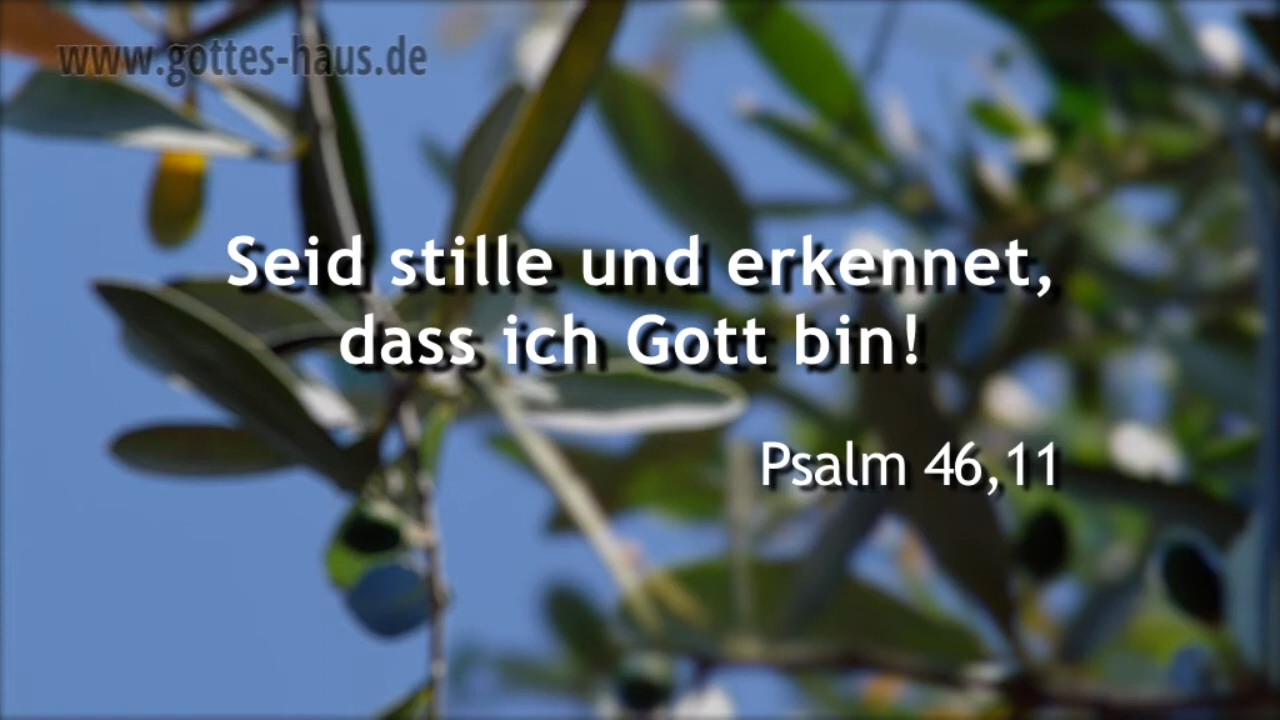 www.gottes-haus.de
Seid stille und erkennet,
dass ich Gott bin!
Psalm 46,11